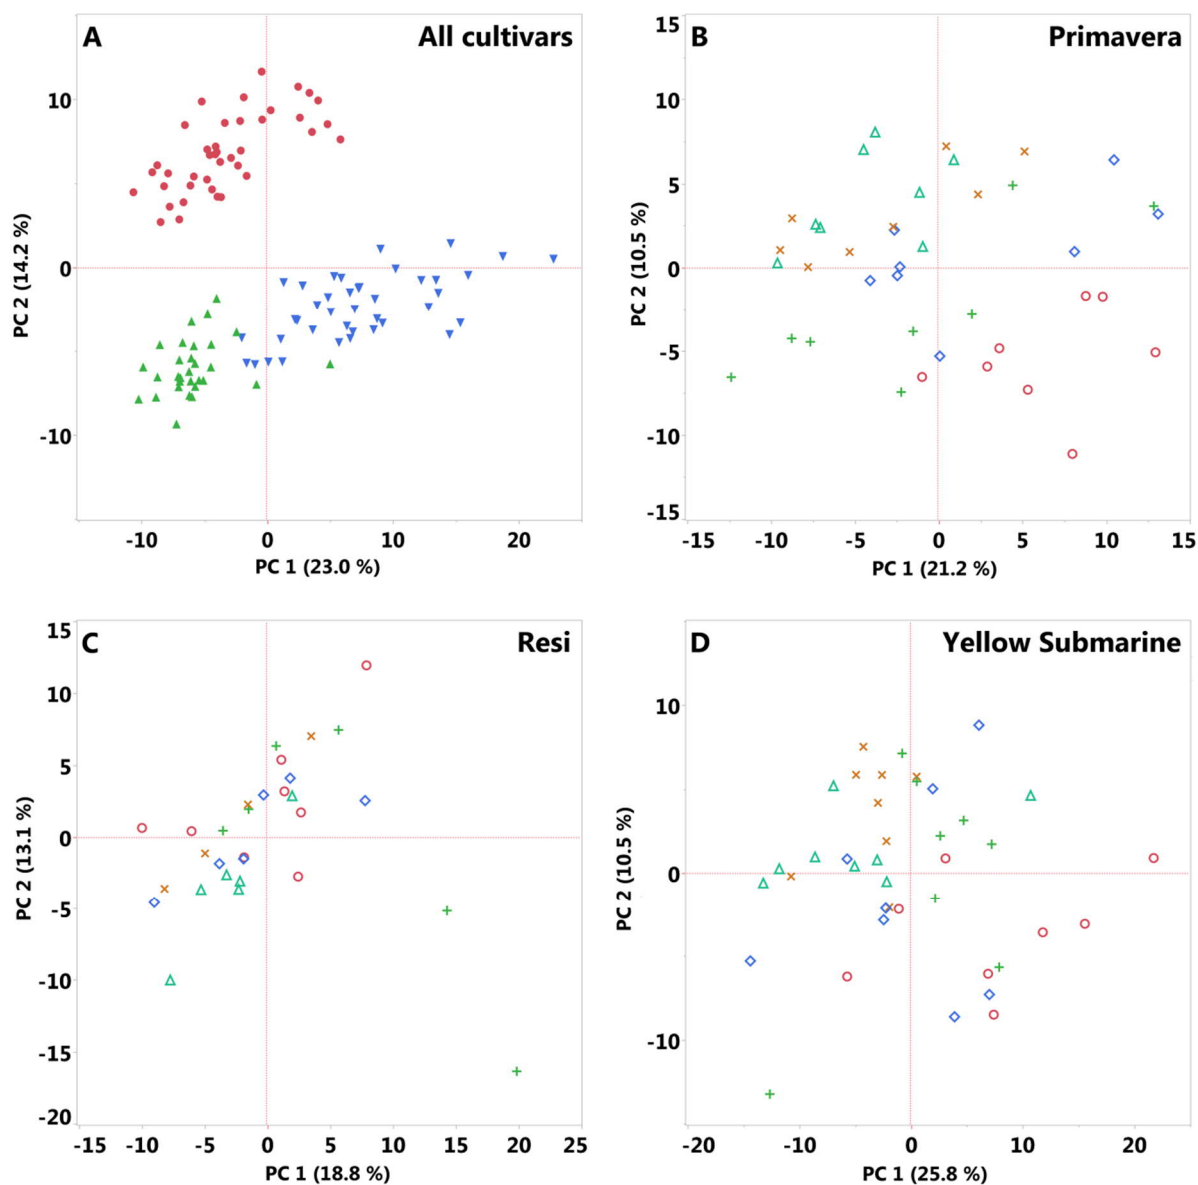 A All cultivars
10
0
-10
PC 2 (14.2 %)
-10 0 10 20
PC 1 (23.0 %)
B Primavera
15
10
5
0
-5
-10
-15
PC 2 (10.5 %)
-15 -10 -5 0 5 10 15
PC 1 (21.2 %)
C Resi
15
10
5
0
-5
-10
-15
-20
PC 2 (13.1 %)
-15 -10 -5 0 5 10 15 20 25
PC 1 (18.8 %)
D Yellow Submarine
10
0
-10
PC 2 (10.5 %)
-20 -10 0 10 20
PC 1 (25.8 %)